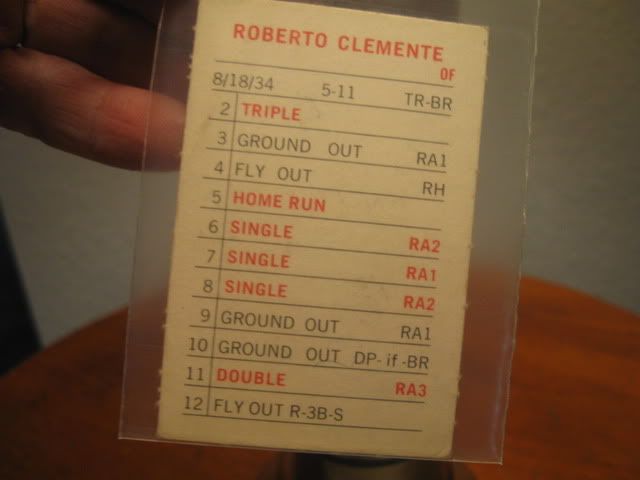 ROBERTO CLEMENTE
OF
8/18/34 5-11 TR-BR
2 TRIPLE
3 GROUND OUT RA1
4 FLY OUT RH
5 HOME RUN
6 SINGLE RA2
7 SINGLE RA1
8 SINGLE RA2
9 GROUND OUT RA1
10 GROUND OUT DP-if-BR
11 DOUBLE RA3
12 FLY OUT R-3B-S